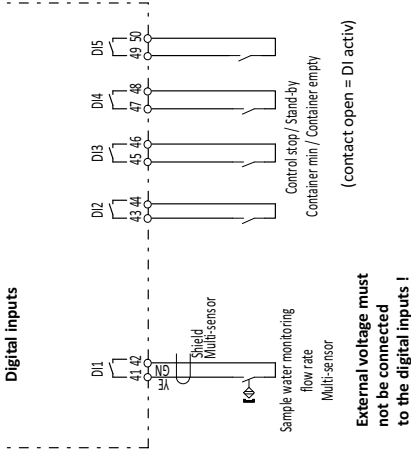 Digital inputs
DI1
DI2
DI3
DI4
DI5
41 42
43 44
45 46
47 48
49 50
YE
GN
Shield
Multi-sensor
Sample water monitoring
flow rate
Multi-sensor
Control stop / Stand-by
Container min / Container empty
(contact open = DI activ)
External voltage must
not be connected
to the digital inputs !